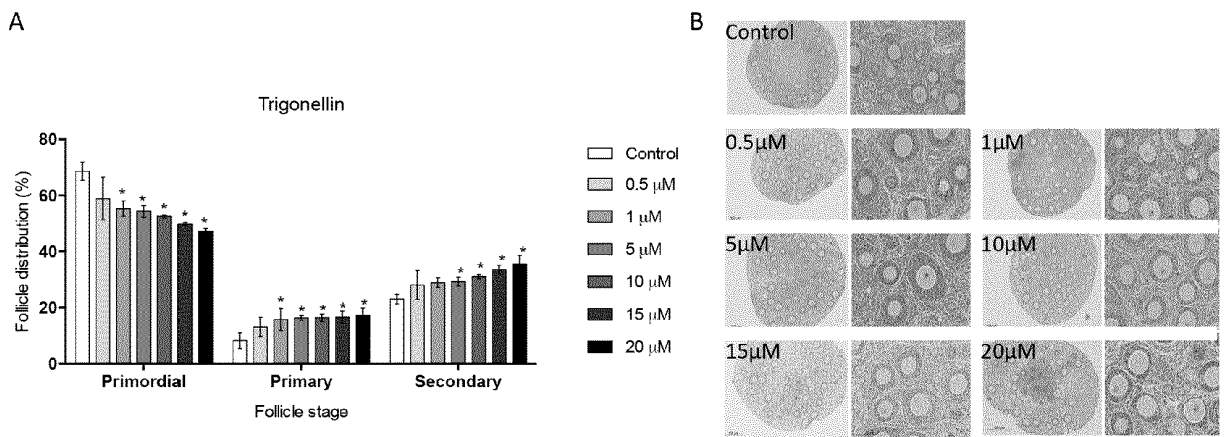 A
Trigonellin
Follicle distribution (%)
80
60
40
20
0
* * * * *
* * * * *
* * * *
Primordial Primary Secondary
Follicle stage
Control
0.5 μM
1 μM
5 μM
10 μM
15 μM
20 μM
B
Control
0.5μM
1μM
5μM
10μM
15μM
20μM